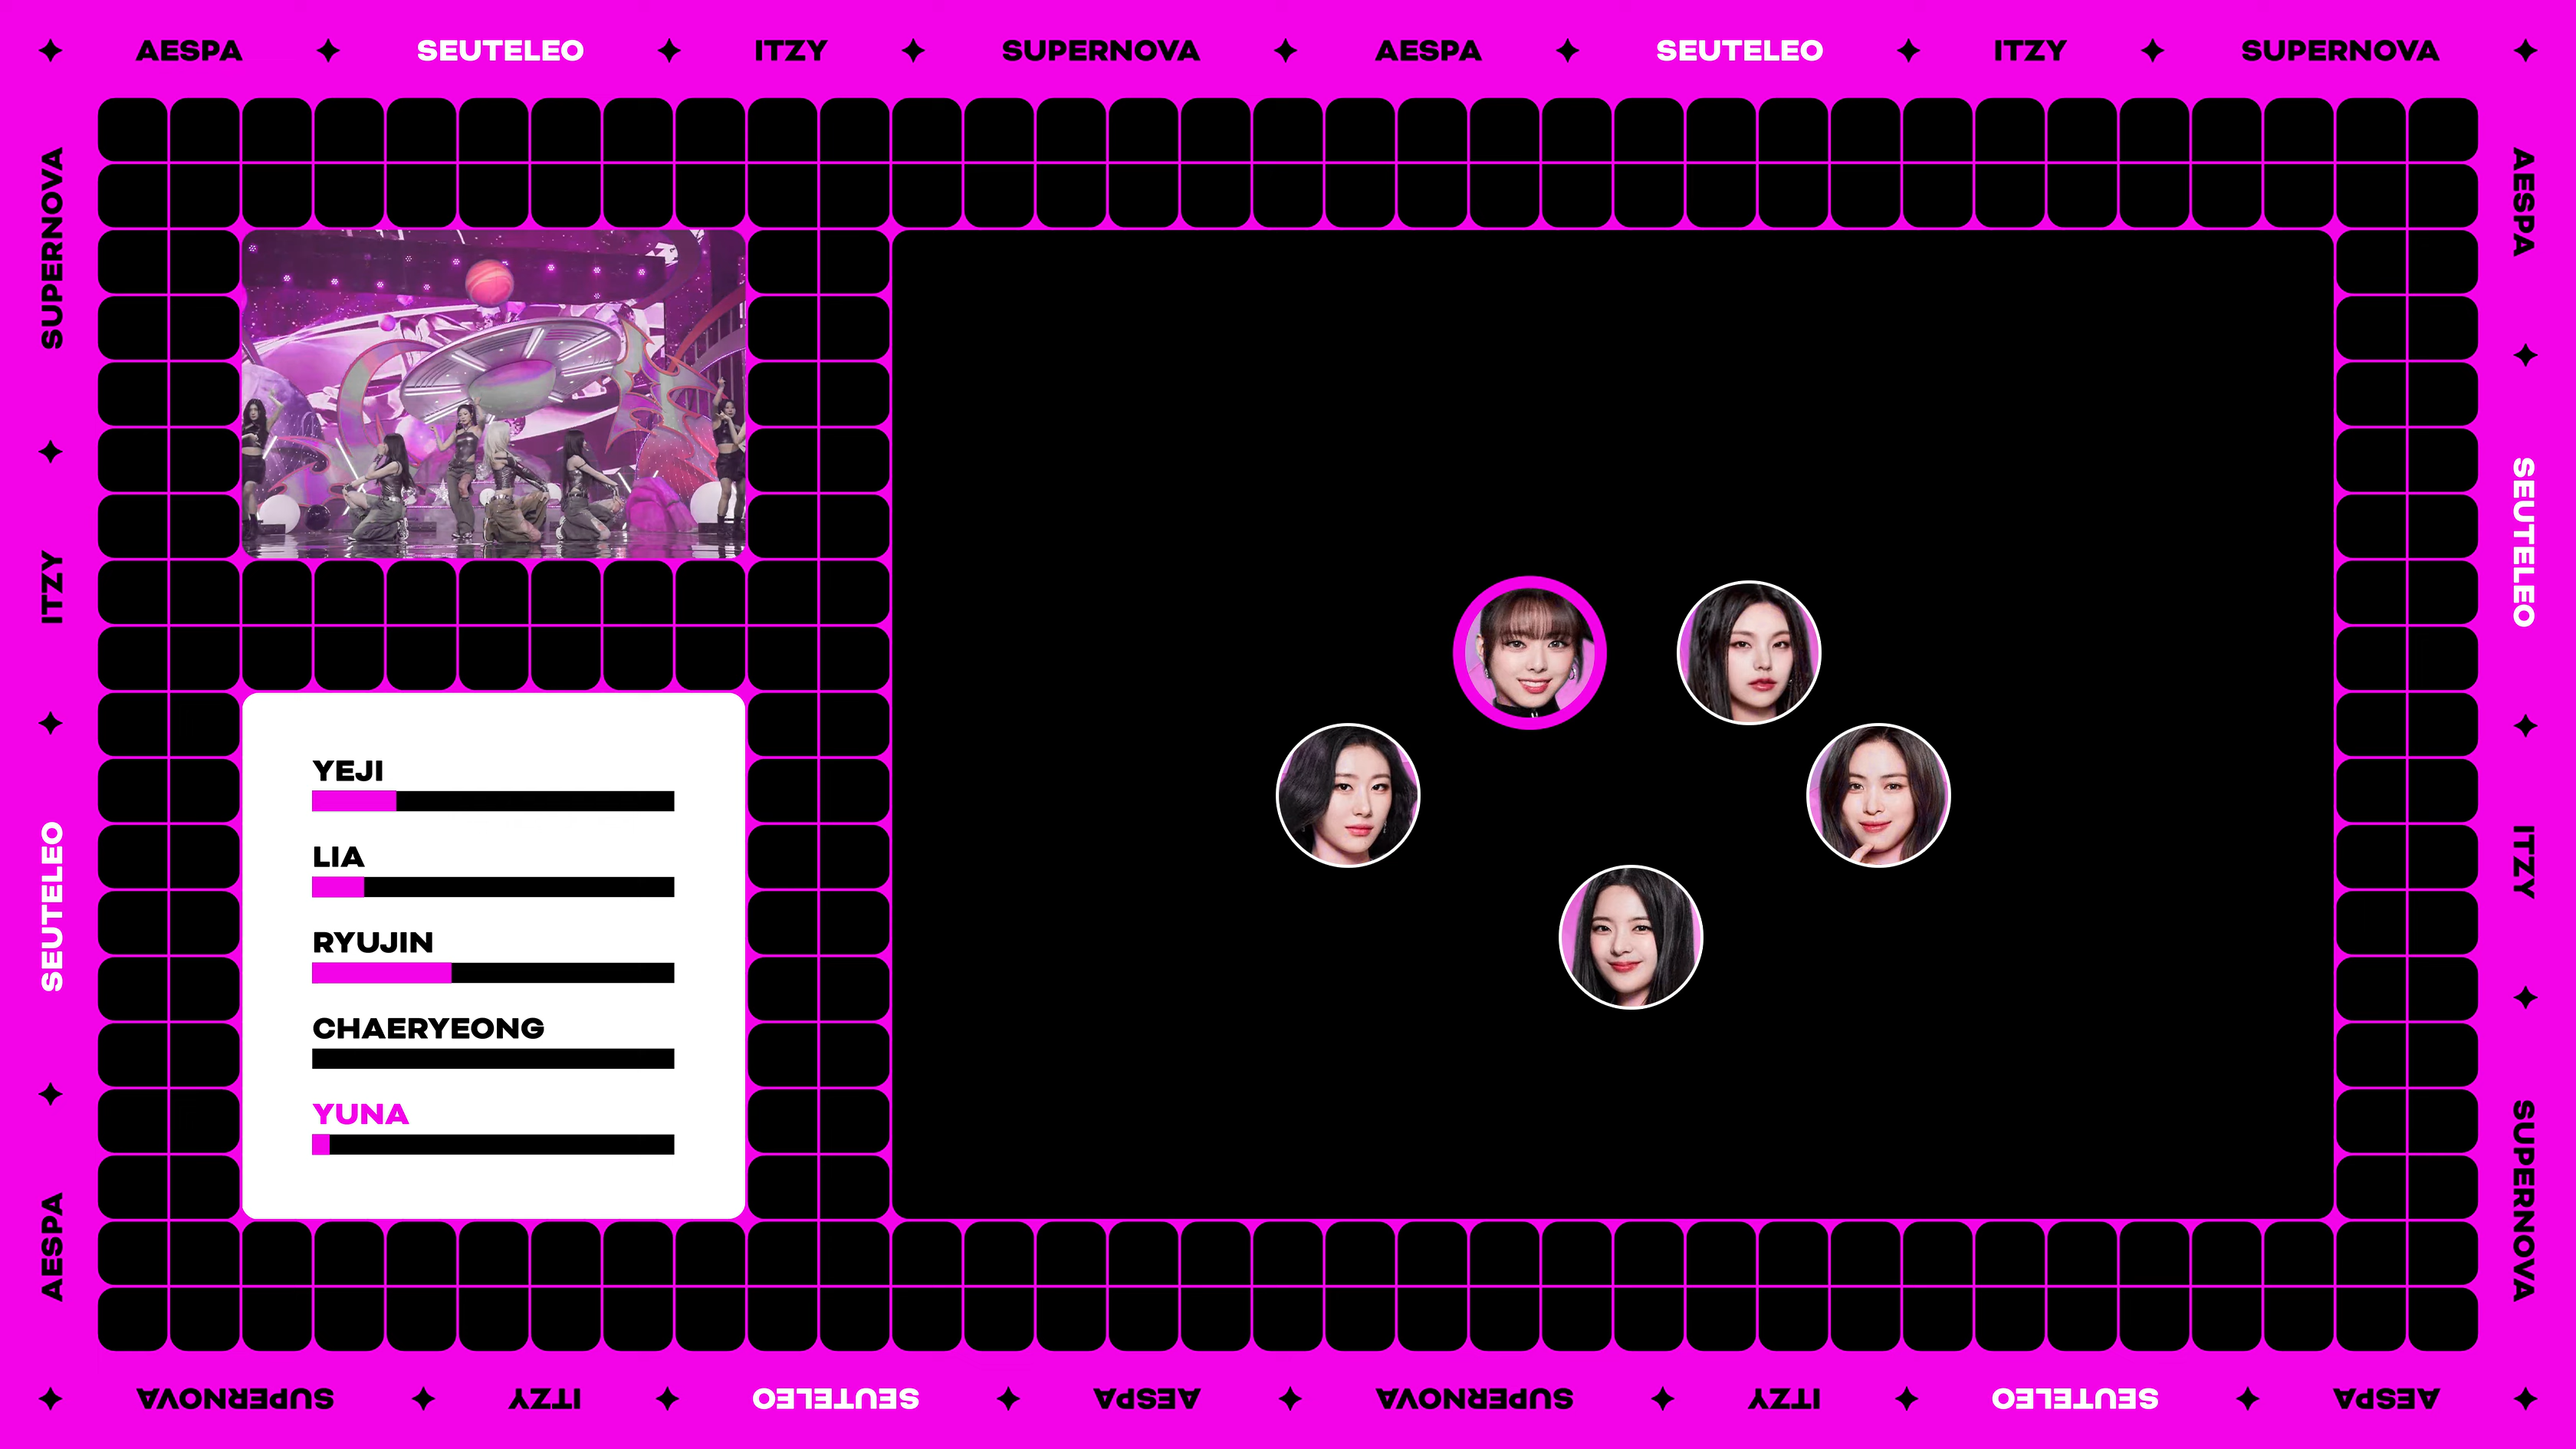 AESPA SEUTELEO ITZY SUPERNOVA AESPA SEUTELEO ITZY SUPERNOVA
SUPERNOVA ITZY SEUTELEO AESPA
YEJI
LIA
RYUJIN
CHAERYEONG
YUNA
AESPA SEUTELEO ITZY SUPERNOVA
SUPERNOVA ITZY SEUTELEO AESPA SUPERNOVA ITZY SEUTELEO AESPA